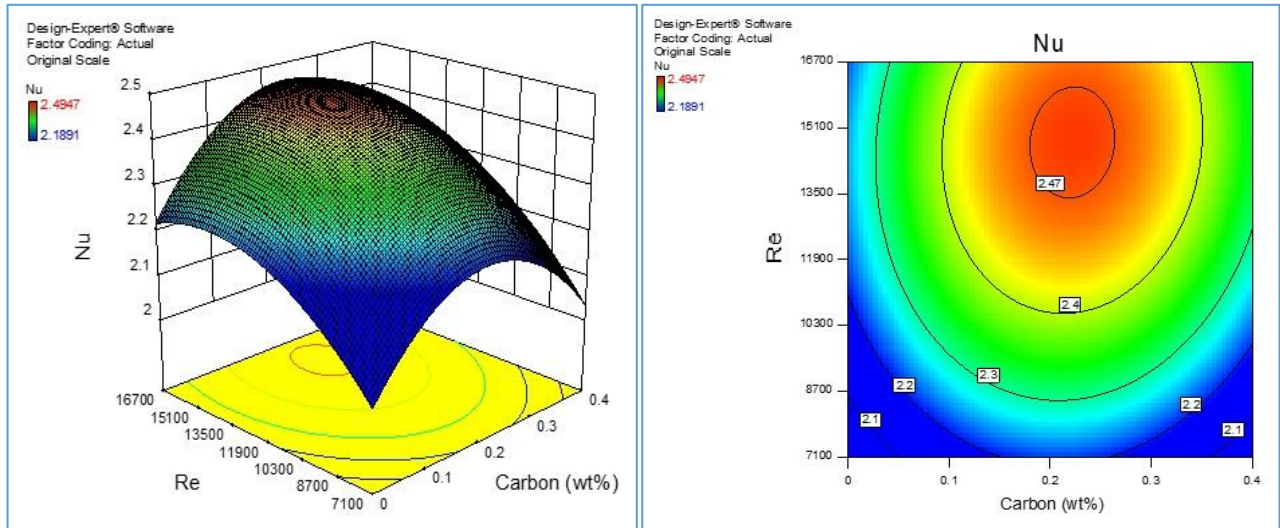 Design-Expert® Software
Factor Coding: Actual
Original Scale
Nu
2.4947
2.1891
2.5
2.4
2.3
2.2
2.1
2
Nu
16700
15100
13500
11900
10300
8700
7100
Re
0
0.1
0.2
0.3
0.4
Carbon (wt%)
Design-Expert® Software
Factor Coding: Actual
Original Scale
Nu
2.4947
2.1891
Nu
16700
15100
13500
11900
10300
8700
7100
Re
2.47
2.4
2.3
2.2
2.2
2.1
2.1
0
0.1
0.2
0.3
0.4
Carbon (wt%)